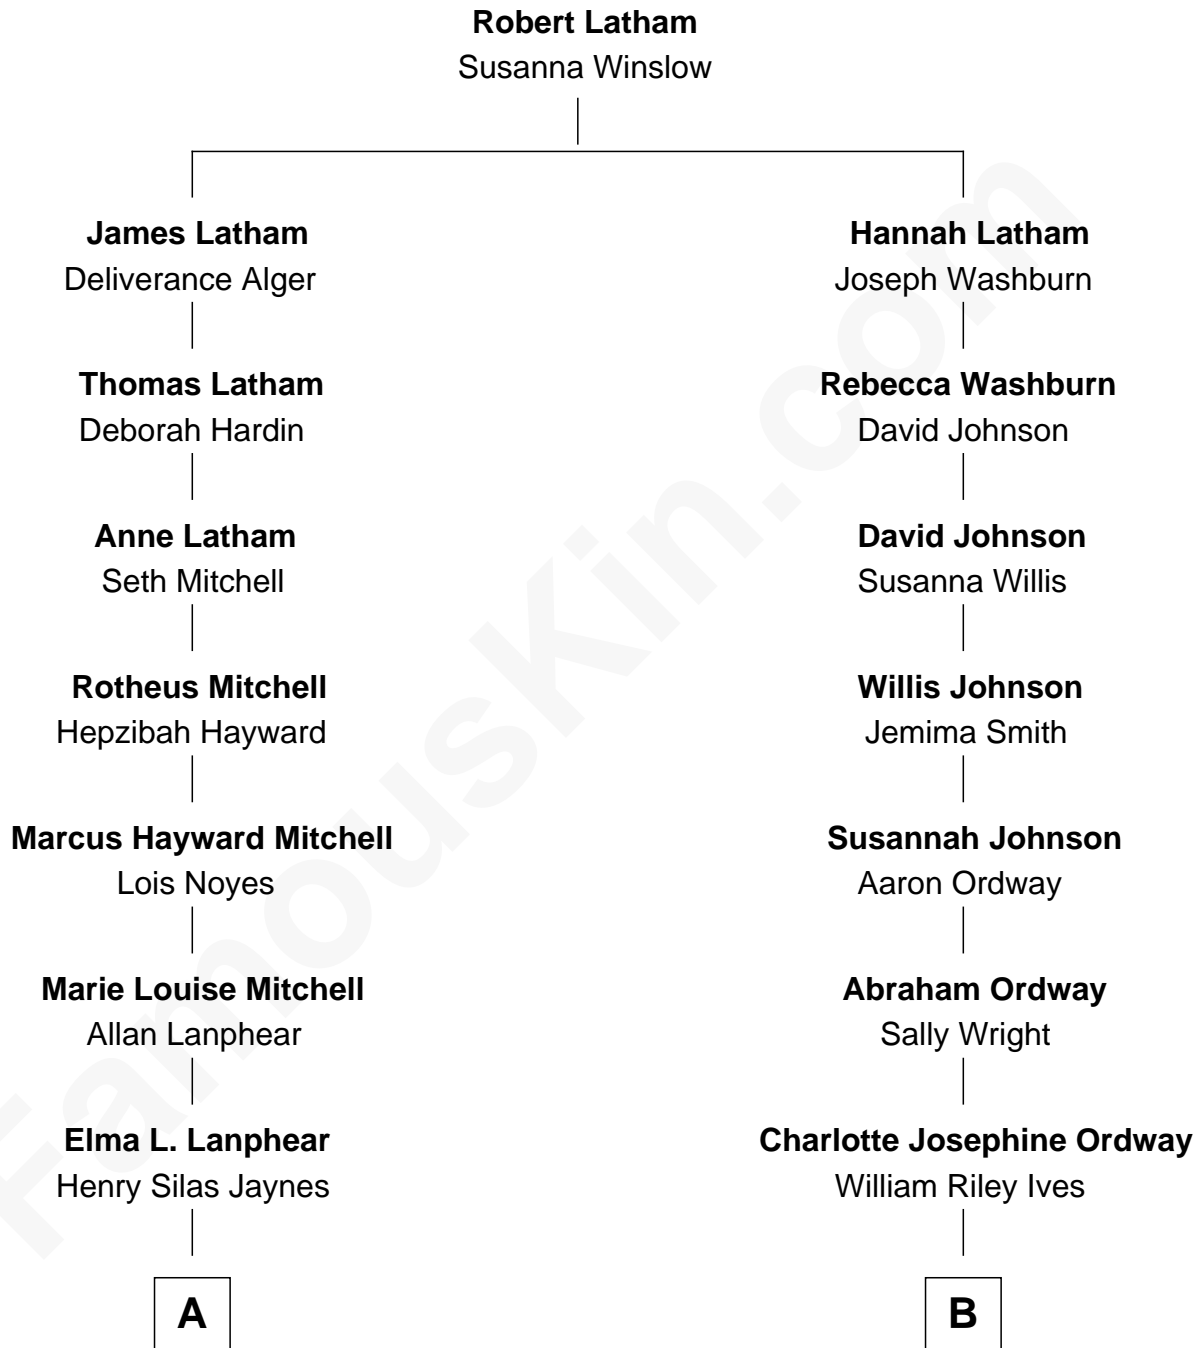 Robert Latham
Susanna Winslow
James Latham
Deliverance Alger
Hannah Latham
Joseph Washburn
Thomas Latham
Deborah Hardin
Rebecca Washburn
David Johnson
Anne Latham
Seth Mitchell
David Johnson
Susanna Willis
Rotheus Mitchell
Hepzibah Hayward
Willis Johnson
Jemima Smith
Marcus Hayward Mitchell
Lois Noyes
Susannah Johnson
Aaron Ordway
Marie Louise Mitchell
Allan Lanphear
Abraham Ordway
Sally Wright
Elma L. Lanphear
Henry Silas Jaynes
Charlotte Josephine Ordway
William Riley Ives
A
B
FamousKin.com